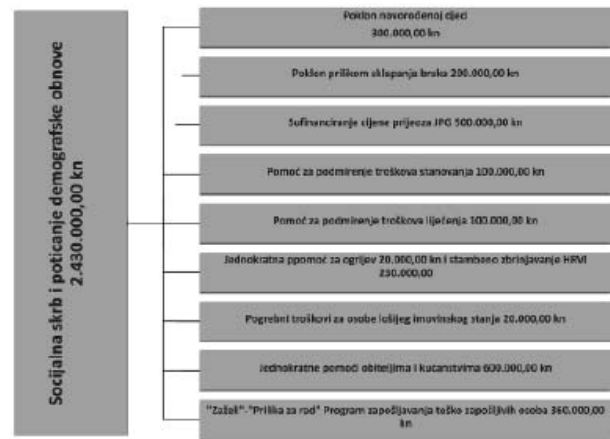 Socijalna skrb i poticanje demografske obnove
2.430.000,00 kn
Poklon novorođenoj djeci
300.000,00 kn
Poklon prilikom sklapanja braka 200.000,00 kn
Sufinanciranje cijene prijevoza JPG 500.000,00 kn
Pomoć za podmirenje troškova stanovanja 100.000,00 kn
Pomoć za podmirenje troškova liječenja 100.000,00 kn
Jednokratna ppomoć za ogrijev 20.000,00 kn i stambeno zbrinjavanje HRVI
230.000,00
Pogrebni troškovi za osobe lošijeg imovinskog stanja 20.000,00 kn
Jednokratne pomoći obiteljima i kućanstvima 600.000,00 kn
"Zaželi"-"Prilika za rad" Program zapošljavanja teško zapošljivih osoba 360.000,00
kn